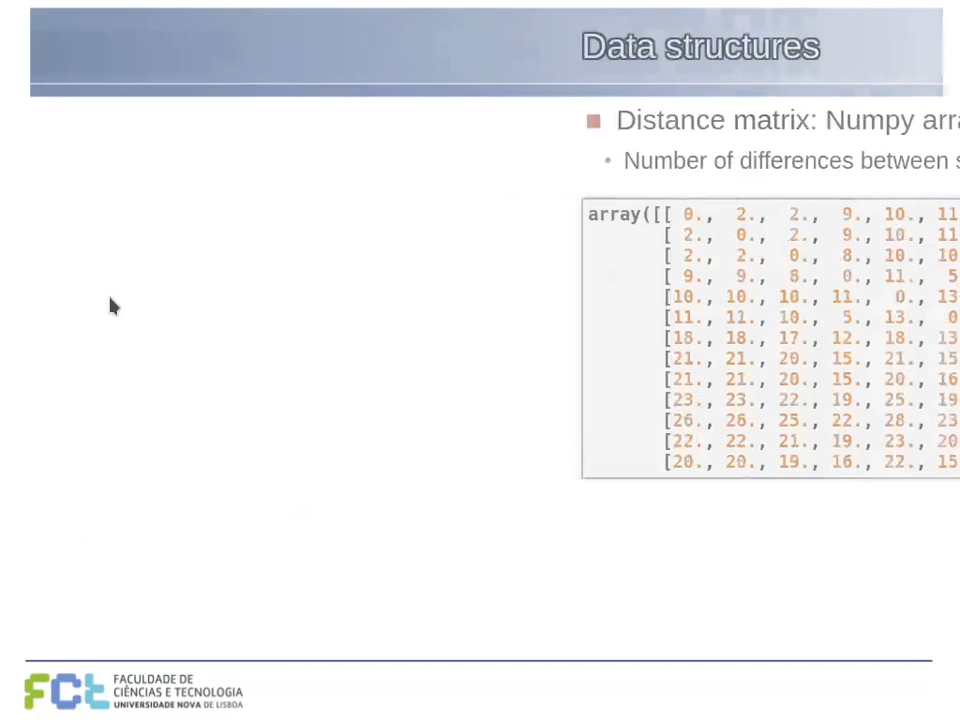 Data structures
Distance matrix: Numpy arra
• Number of differences between s
array([[ 0., 2., 2., 9., 10., 11
[ 2., 0., 2., 9., 10., 11
[ 2., 2., 0., 8., 10., 10
[ 9., 9., 8., 0., 11., 5
[10., 10., 10., 11., 0., 13
[11., 11., 10., 5., 13., 0
[18., 18., 17., 12., 18., 13
[21., 21., 20., 15., 21., 15
[21., 21., 20., 15., 20., 16
[23., 23., 22., 19., 25., 19
[26., 26., 25., 22., 28., 23
[22., 22., 21., 19., 23., 20
[20., 20., 19., 16., 22., 15
FCt
FACULDADE DE
CIÊNCIAS E TECNOLOGIA
UNIVERSIDADE NOVA DE LISBOA